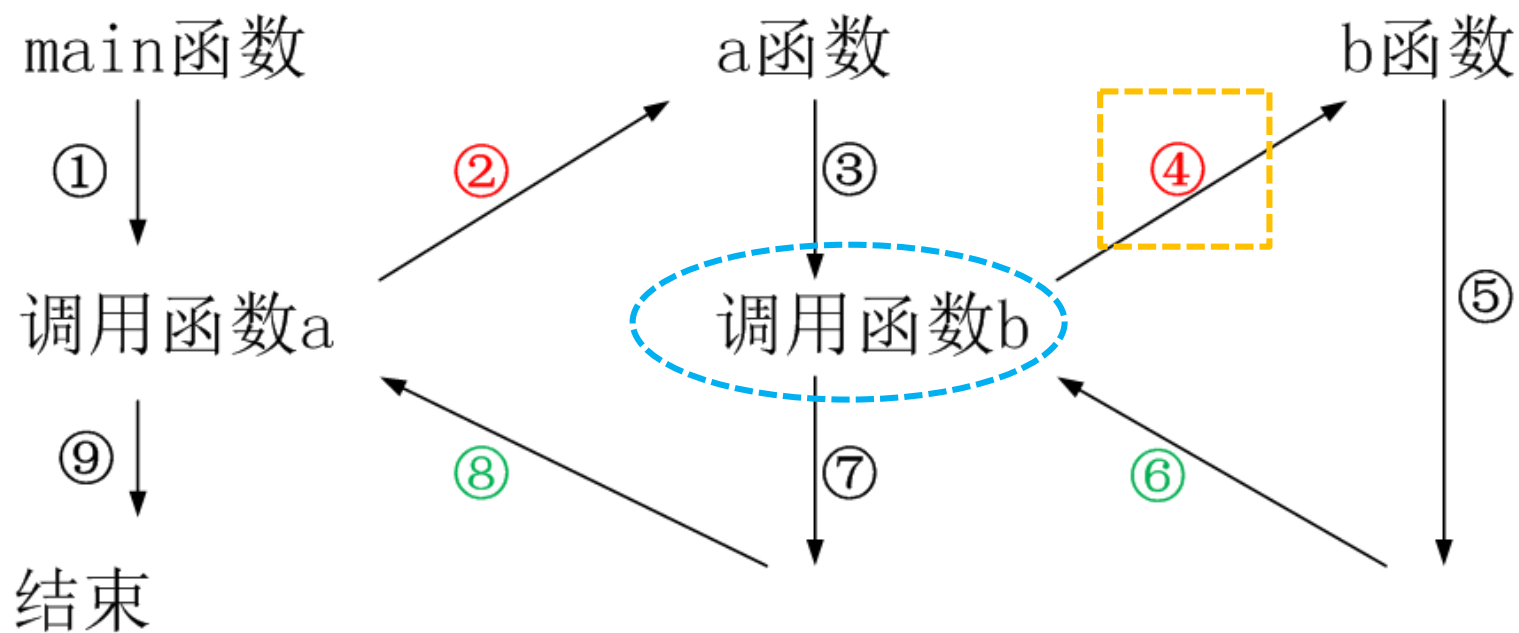 main函数 a函数 b函数
① ② ③ ④
调用函数a 调用函数b ⑤
⑨ ⑧ ⑦ ⑥
结束